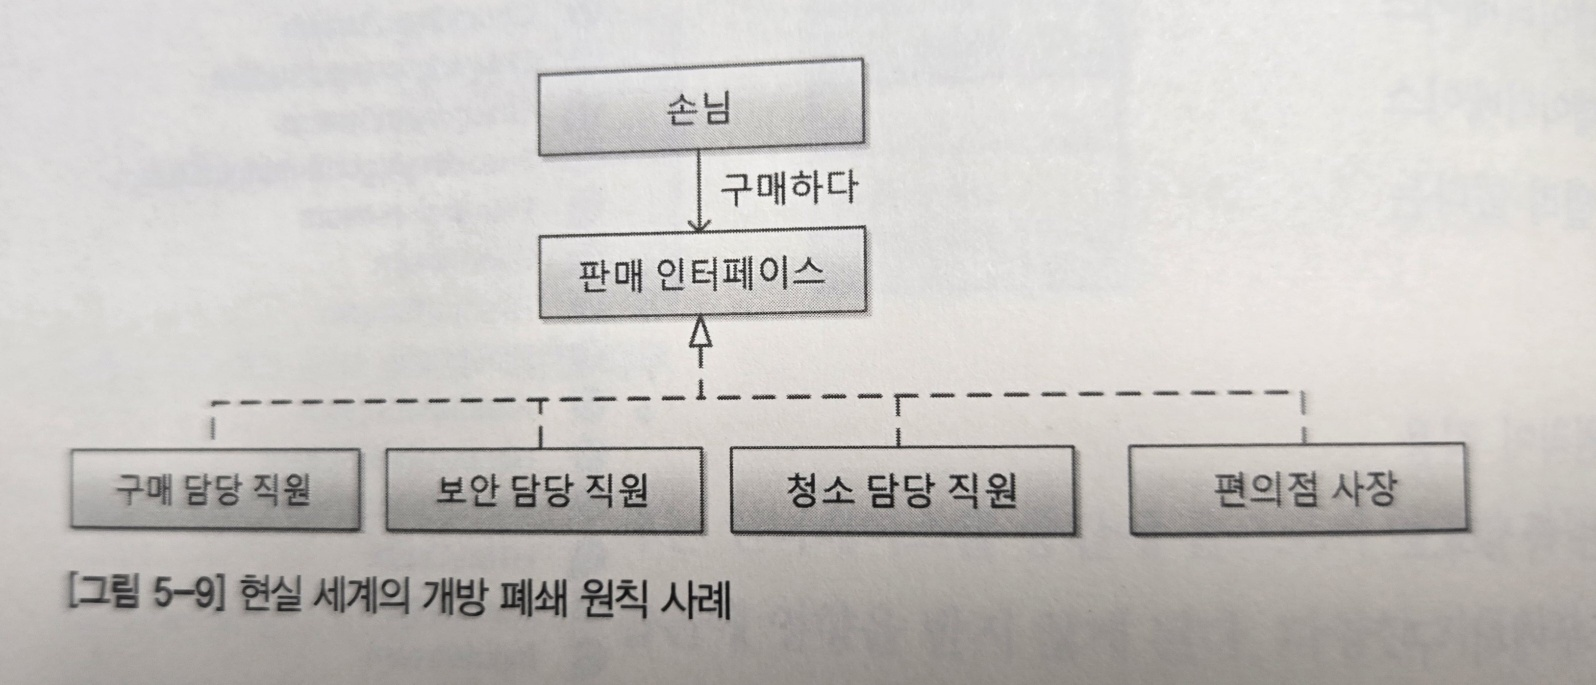 손님
구매하다
판매 인터페이스
구매 담당 직원
보안 담당 직원
청소 담당 직원
편의점 사장
[그림 5-9] 현실 세계의 개방 폐쇄 원칙 사례